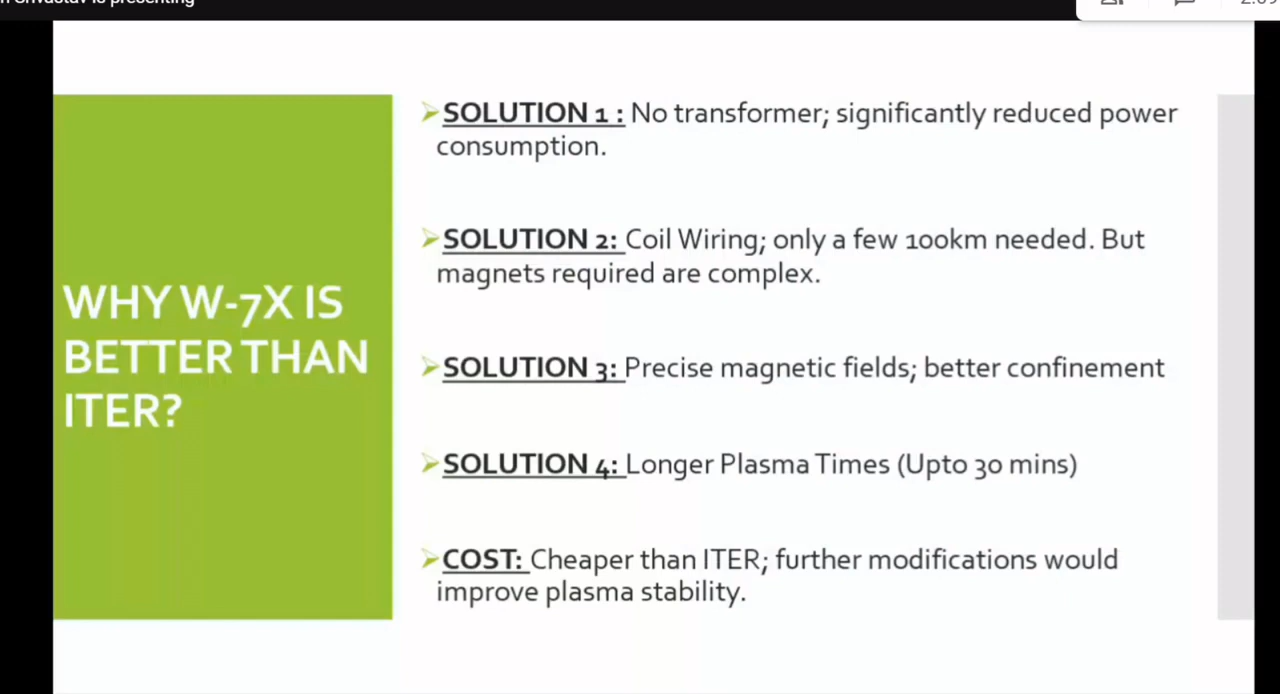 is presenting
WHY W-7X IS
BETTER THAN
ITER?
➢SOLUTION 1 : No transformer; significantly reduced power
consumption.
➢SOLUTION 2: Coil Wiring; only a few 100km needed. But
magnets required are complex.
➢SOLUTION 3: Precise magnetic fields; better confinement
➢SOLUTION 4: Longer Plasma Times (Upto 30 mins)
➢COST: Cheaper than ITER; further modifications would
improve plasma stability.